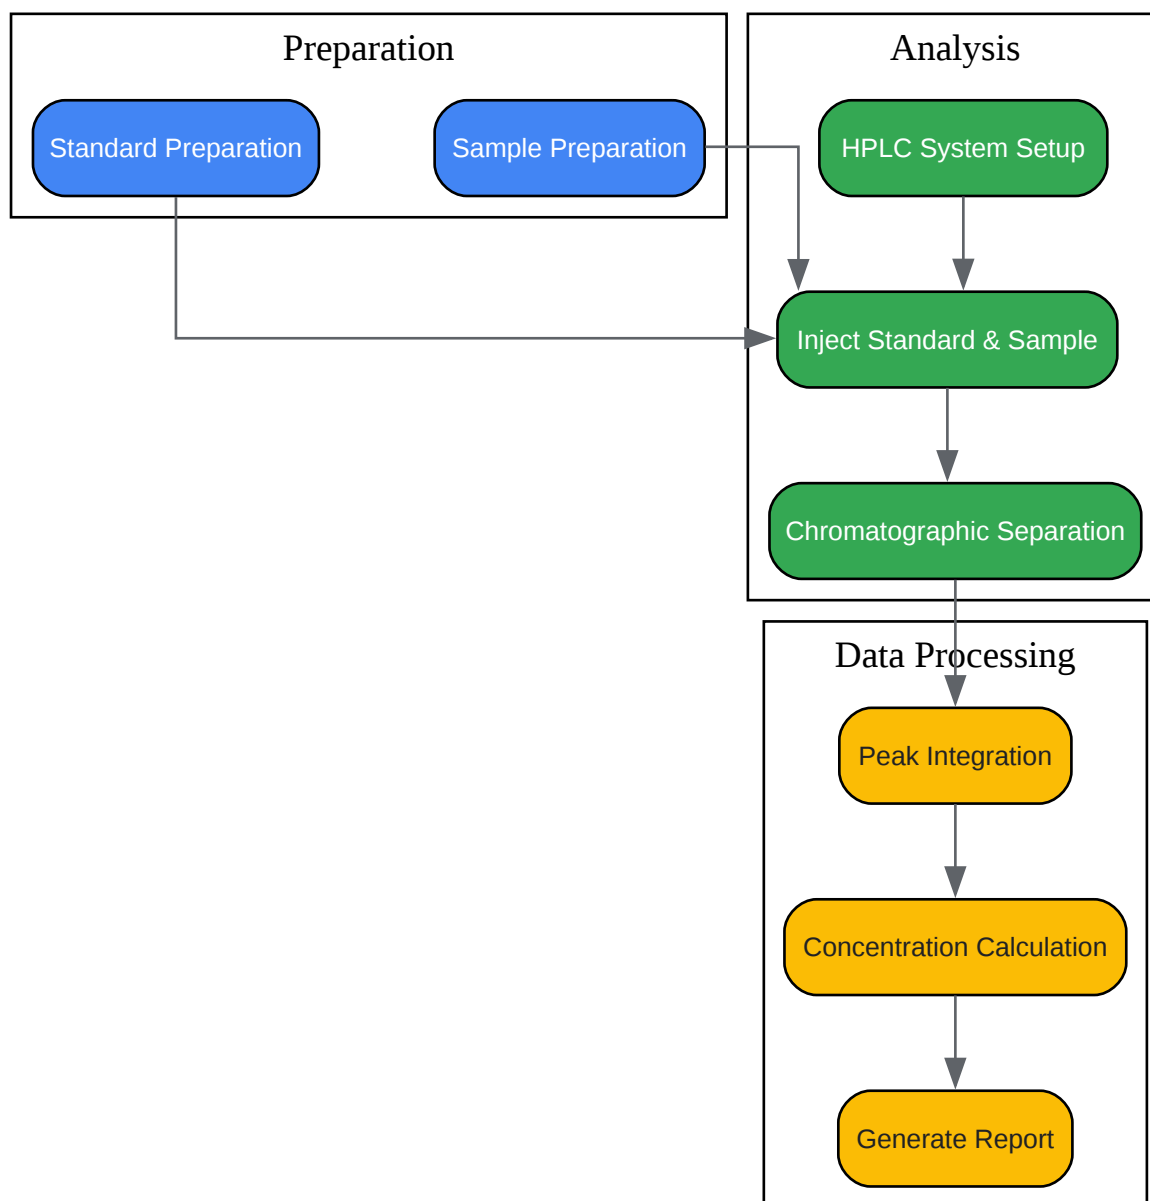 Preparation
Standard Preparation
Sample Preparation
Analysis
HPLC System Setup
Inject Standard & Sample
Chromatographic Separation
Data Processing
Peak Integration
Concentration Calculation
Generate Report